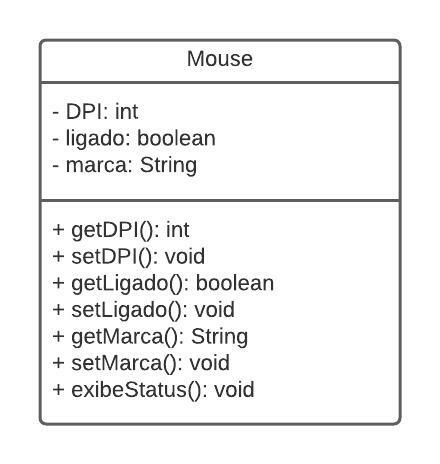 Mouse
- DPI: int
- ligado: boolean
- marca: String
+ getDPI(): int
+ setDPI(): void
+ getLigado(): boolean
+ setLigado(): void
+ getMarca(): String
+ setMarca(): void
+ exibeStatus(): void